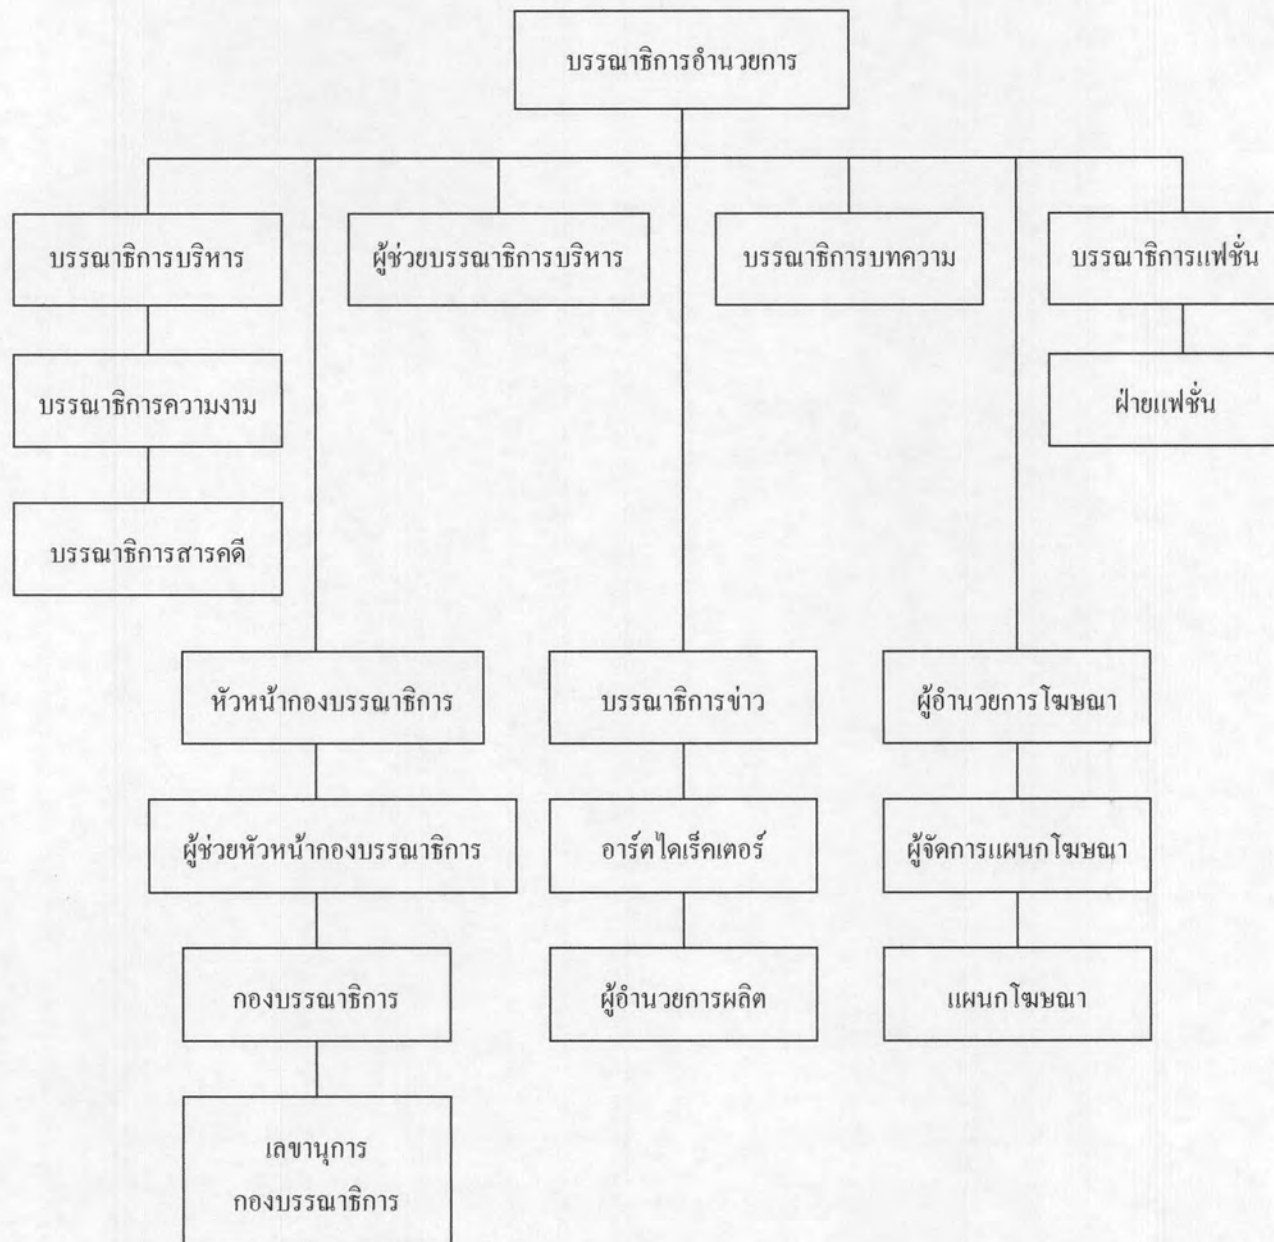 บรรณาธิการอำนวยการ
บรรณาธิการบริหาร
ผู้ช่วยบรรณาธิการบริหาร
บรรณาธิการบทความ
บรรณาธิการแฟชั่น
บรรณาธิการความงาม
ฝ่ายแฟชั่น
บรรณาธิการสารคดี
หัวหน้ากองบรรณาธิการ
บรรณาธิการข่าว
ผู้อำนวยการโฆษณา
ผู้ช่วยหัวหน้ากองบรรณาธิการ
อาร์ตไดเร็คเตอร์
ผู้จัดการแผนกโฆษณา
กองบรรณาธิการ
ผู้อำนวยการผลิต
แผนกโฆษณา
เลขานุการ
กองบรรณาธิการ